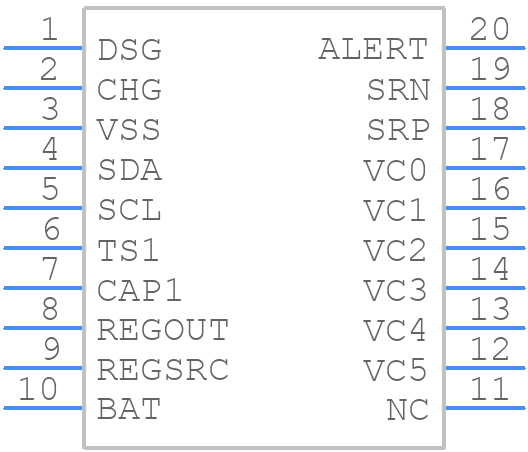 1 DSG ALERT 20
2 CHG SRN 19
3 VSS SRP 18
4 SDA VC0 17
5 SCL VC1 16
6 TS1 VC2 15
7 CAP1 VC3 14
8 REGOUT VC4 13
9 REGSRC VC5 12
10 BAT NC 11